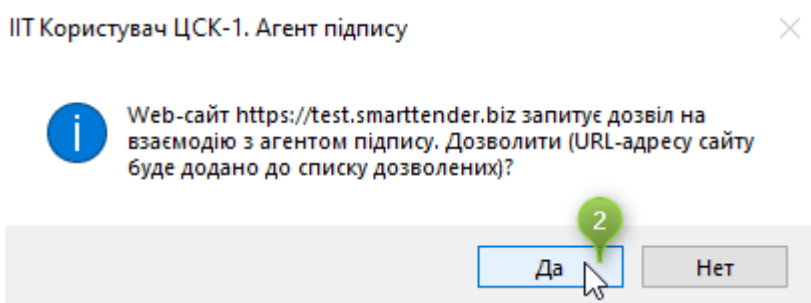 ІІТ Користувач ЦСК-1. Агент підпису
Web-сайт https://test.smarttender.biz запитує дозвіл на
взаємодію з агентом підпису. Дозволити (URL-адресу сайту
буде додано до списку дозволених)?
2
Да
Нет